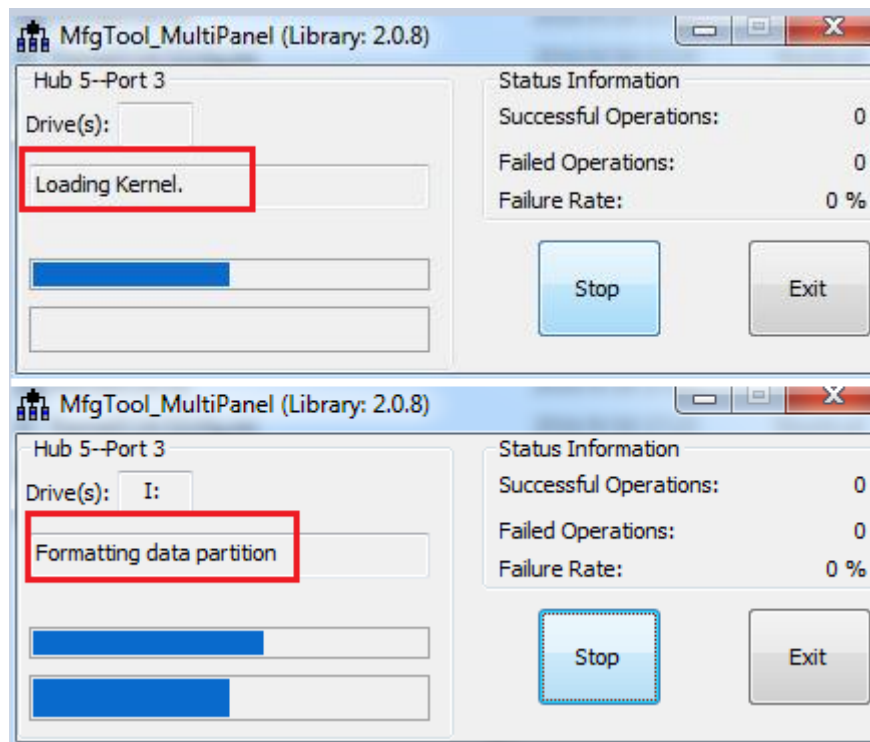 MfgTool_MultiPanel (Library: 2.0.8)
Hub 5--Port 3
Drive(s):
Loading Kernel.
Status Information
Successful Operations: 0
Failed Operations: 0
Failure Rate: 0 %
Stop
Exit
MfgTool_MultiPanel (Library: 2.0.8)
Hub 5--Port 3
Drive(s): I:
Formatting data partition
Status Information
Successful Operations: 0
Failed Operations: 0
Failure Rate: 0 %
Stop
Exit